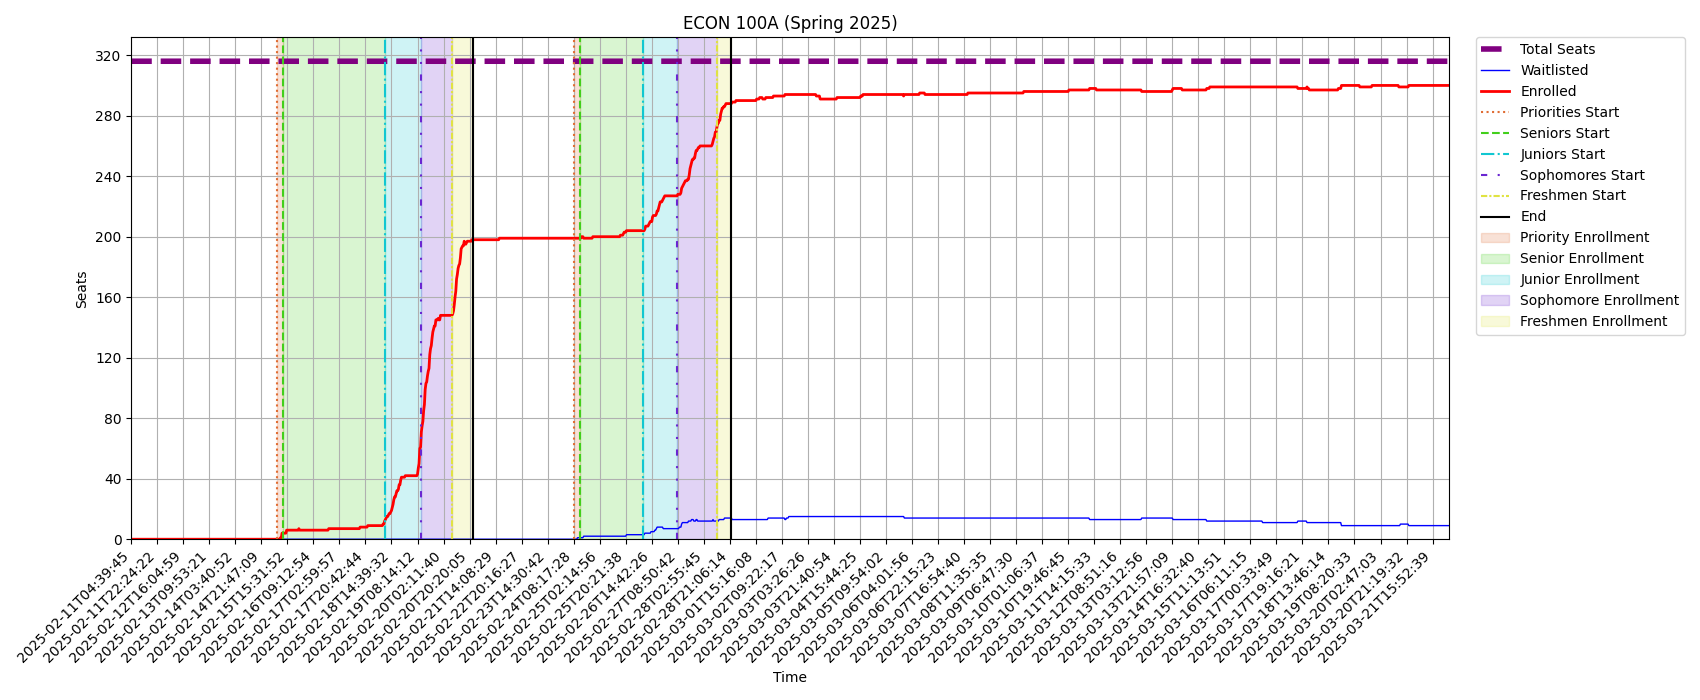 ECON 100A (Spring 2025)
Seats
320
280
240
200
160
120
80
40
0
2025-02-11T04:39:45
2025-02-11T22:24:22
2025-02-12T16:04:59
2025-02-13T09:53:21
2025-02-14T03:40:52
2025-02-14T21:47:09
2025-02-15T15:31:52
2025-02-16T09:12:54
2025-02-17T02:59:57
2025-02-17T20:42:44
2025-02-18T14:39:32
2025-02-19T08:14:12
2025-02-20T02:11:40
2025-02-20T20:20:05
2025-02-21T14:08:29
2025-02-22T20:16:27
2025-02-23T14:30:42
2025-02-24T08:17:28
2025-02-25T02:14:56
2025-02-25T20:21:38
2025-02-26T14:42:26
2025-02-27T08:50:42
2025-02-28T02:55:45
2025-02-28T21:06:14
2025-03-01T15:16:08
2025-03-02T09:22:17
2025-03-03T03:26:26
2025-03-03T21:40:54
2025-03-04T15:44:25
2025-03-05T09:54:02
2025-03-06T04:01:56
2025-03-06T22:15:23
2025-03-07T16:54:40
2025-03-08T11:35:35
2025-03-09T06:47:30
2025-03-10T01:06:37
2025-03-10T19:46:45
2025-03-11T14:15:33
2025-03-12T08:51:16
2025-03-13T03:12:56
2025-03-13T21:57:09
2025-03-14T16:32:40
2025-03-15T11:13:51
2025-03-16T06:11:15
2025-03-17T00:33:49
2025-03-17T19:16:21
2025-03-18T13:46:14
2025-03-19T08:20:33
2025-03-20T02:47:03
2025-03-20T21:19:32
2025-03-21T15:52:39
Time
Total Seats
Waitlisted
Enrolled
Priorities Start
Seniors Start
Juniors Start
Sophomores Start
Freshmen Start
End
Priority Enrollment
Senior Enrollment
Junior Enrollment
Sophomore Enrollment
Freshmen Enrollment